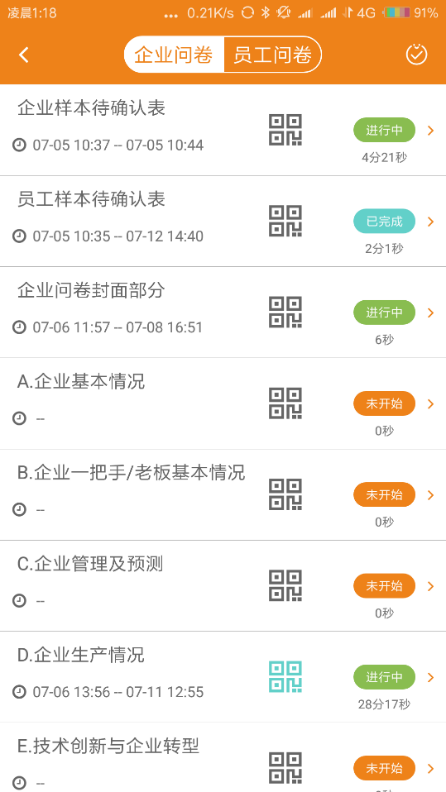 凌晨1:18 ... 0.21K/s 4G 91%
企业问卷 员工问卷
企业样本待确认表
进行中
07-05 10:37 -- 07-05 10:44
4分21秒
员工样本待确认表
已完成
07-05 10:35 -- 07-12 14:40
2分1秒
企业问卷封面部分
进行中
07-06 11:57 -- 07-08 16:51
6秒
A.企业基本情况
未开始
--
0秒
B.企业一把手/老板基本情况
未开始
--
0秒
C.企业管理及预测
未开始
--
0秒
D.企业生产情况
进行中
07-06 13:56 -- 07-11 12:55
28分17秒
E.技术创新与企业转型
未开始
--